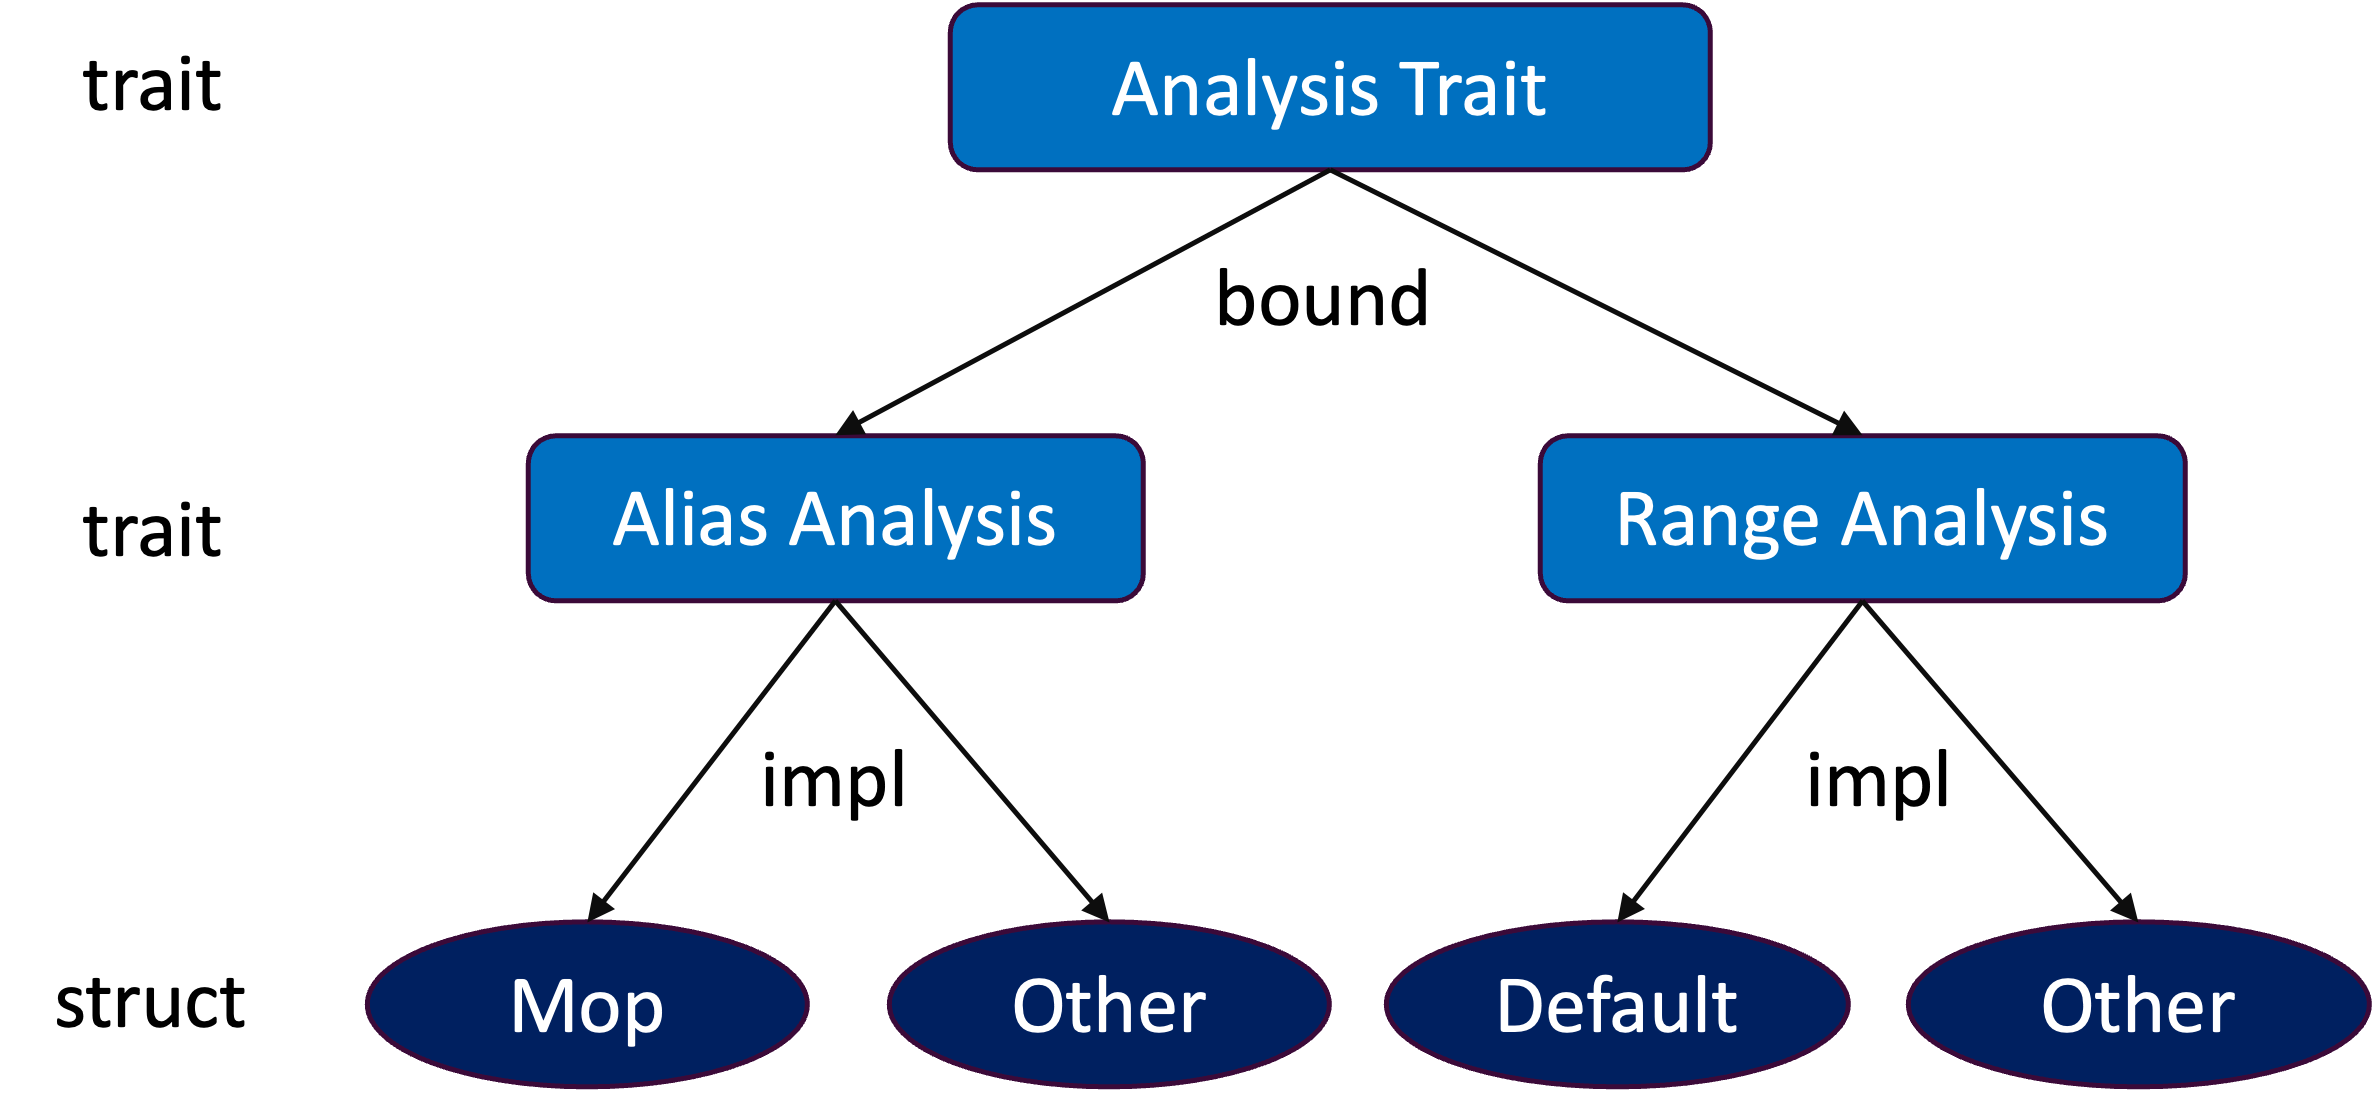 trait
Analysis Trait
bound
trait
Alias Analysis
Range Analysis
impl
impl
struct
Mop
Other
Default
Other